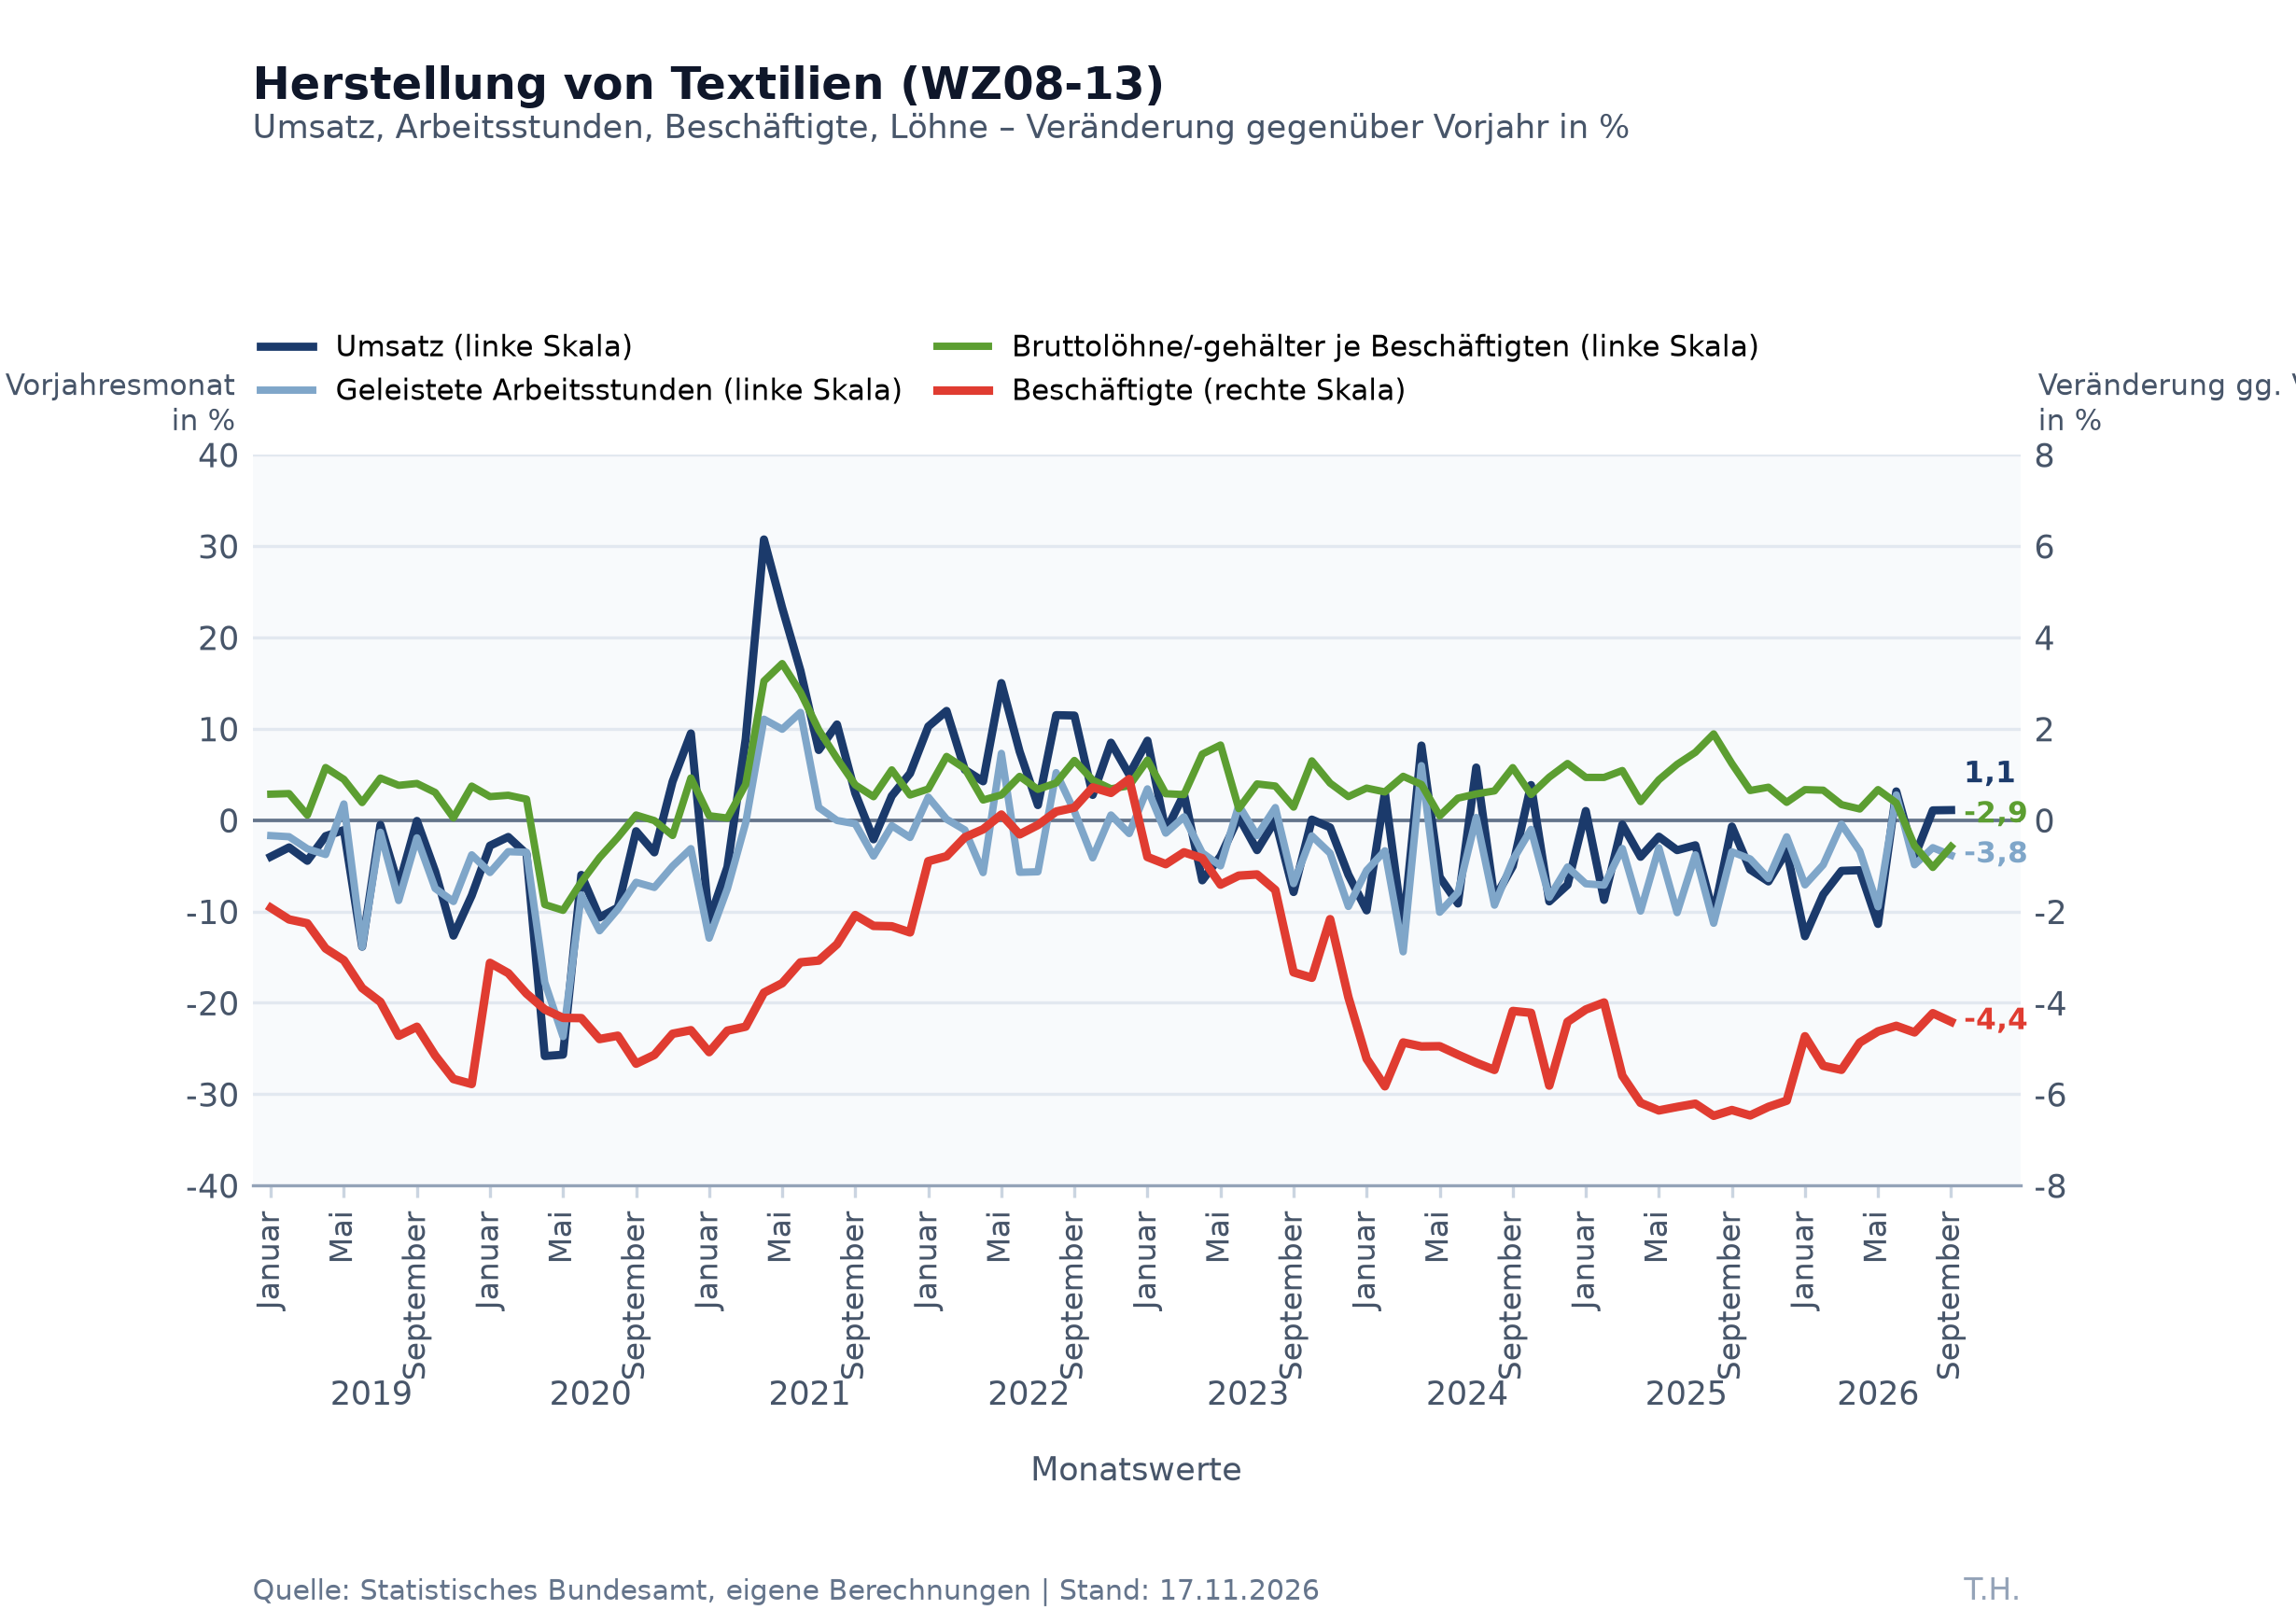 Herstellung von Textilien (WZ08-13)
Umsatz, Arbeitsstunden, Beschäftigte, Löhne – Veränderung gegenüber Vorjahr in %
Umsatz (linke Skala)
Geleistete Arbeitsstunden (linke Skala)
Bruttolöhne/-gehälter je Beschäftigten (linke Skala)
Beschäftigte (rechte Skala)
Vorjahresmonat
in %
Veränderung gg.
in %
40
30
20
10
0
-10
-20
-30
-40
8
6
4
2
0
-2
-4
-6
-8
1,1
-2,9
-3,8
-4,4
Januar
Mai
September
Januar
Mai
September
Januar
Mai
September
Januar
Mai
September
Januar
Mai
September
Januar
Mai
September
Januar
Mai
September
Januar
Mai
September
2019
2020
2021
2022
2023
2024
2025
2026
Monatswerte
Quelle: Statistisches Bundesamt, eigene Berechnungen | Stand: 17.11.2026
T.H.